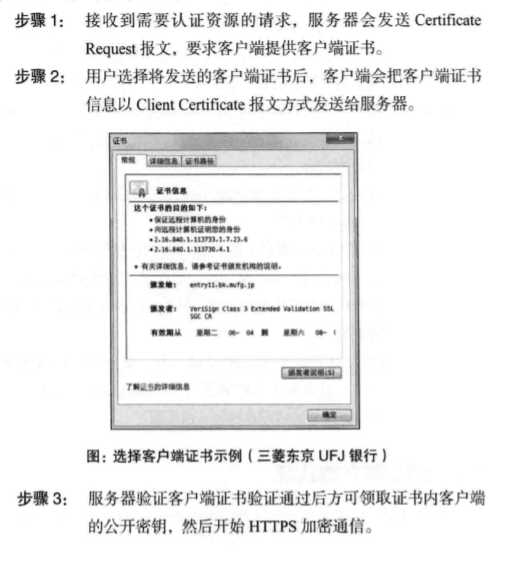 步骤 1： 接收到需要认证资源的请求，服务器会发送 Certificate
Request 报文，要求客户端提供客户端证书。
步骤 2： 用户选择将发送的客户端证书后，客户端会把客户端证书
信息以 Client Certificate 报文方式发送给服务器。
证书
常规 详细信息 证书路径
证书信息
这个证书的目的如下：
•保证远程计算机的身份
•向远程计算机证明您的身份
•2.16.840.1.113733.1.7.23.6
•2.16.840.1.113730.4.1
• 有关详细信息，请参考证书颁发机构的说明。
颁发给： entry11.bk.mufg.jp
颁发者： VeriSign Class 3 Extended Validation SSL
SGC CA
有效期从 星期二 06- 04 到 星期六 08- (
颁发者说明(S)
了解证书的详细信息
确定
图：选择客户端证书示例（三菱东京 UFJ 银行）
步骤 3： 服务器验证客户端证书验证通过后方可领取证书内客户端
的公开密钥，然后开始 HTTPS 加密通信。